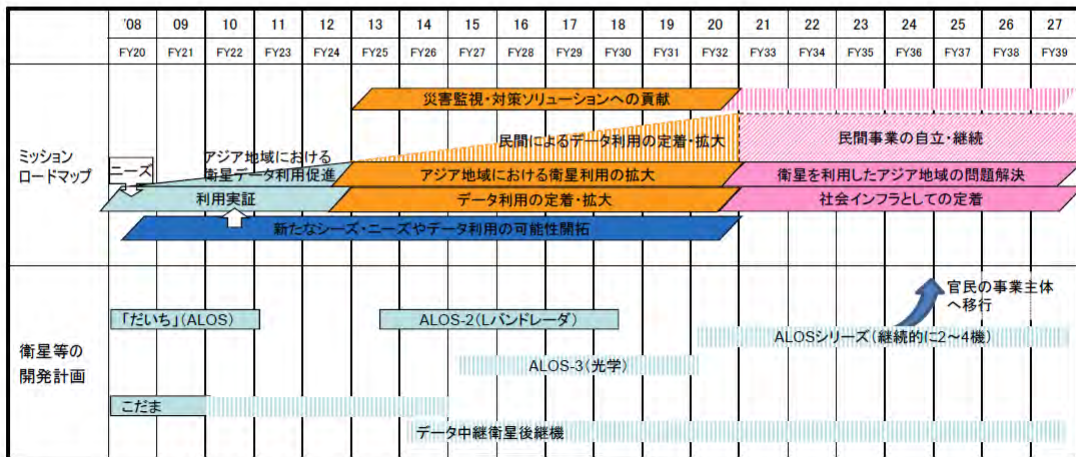 '08 09 10 11 12 13 14 15 16 17 18 19 20 21 22 23 24 25 26 27
FY20 FY21 FY22 FY23 FY24 FY25 FY26 FY27 FY28 FY29 FY30 FY31 FY32 FY33 FY34 FY35 FY36 FY37 FY38 FY39
ミッション
ロードマップ
災害監視・対策ソリューションへの貢献
民間によるデータ利用の定着・拡大
民間事業の自立・継続
ニーズ
アジア地域における
衛星データ利用促進
アジア地域における衛星利用の拡大
衛星を利用したアジア地域の問題解決
利用実証
データ利用の定着・拡大
社会インフラとしての定着
新たなシーズ・ニーズやデータ利用の可能性開拓
衛星等の
開発計画
官民の事業主体
へ移行
「だいち」(ALOS)
ALOS-2(Lバンドレーダ)
ALOSシリーズ(継続的に2～4機)
ALOS-3(光学)
こだま
データ中継衛星後継機